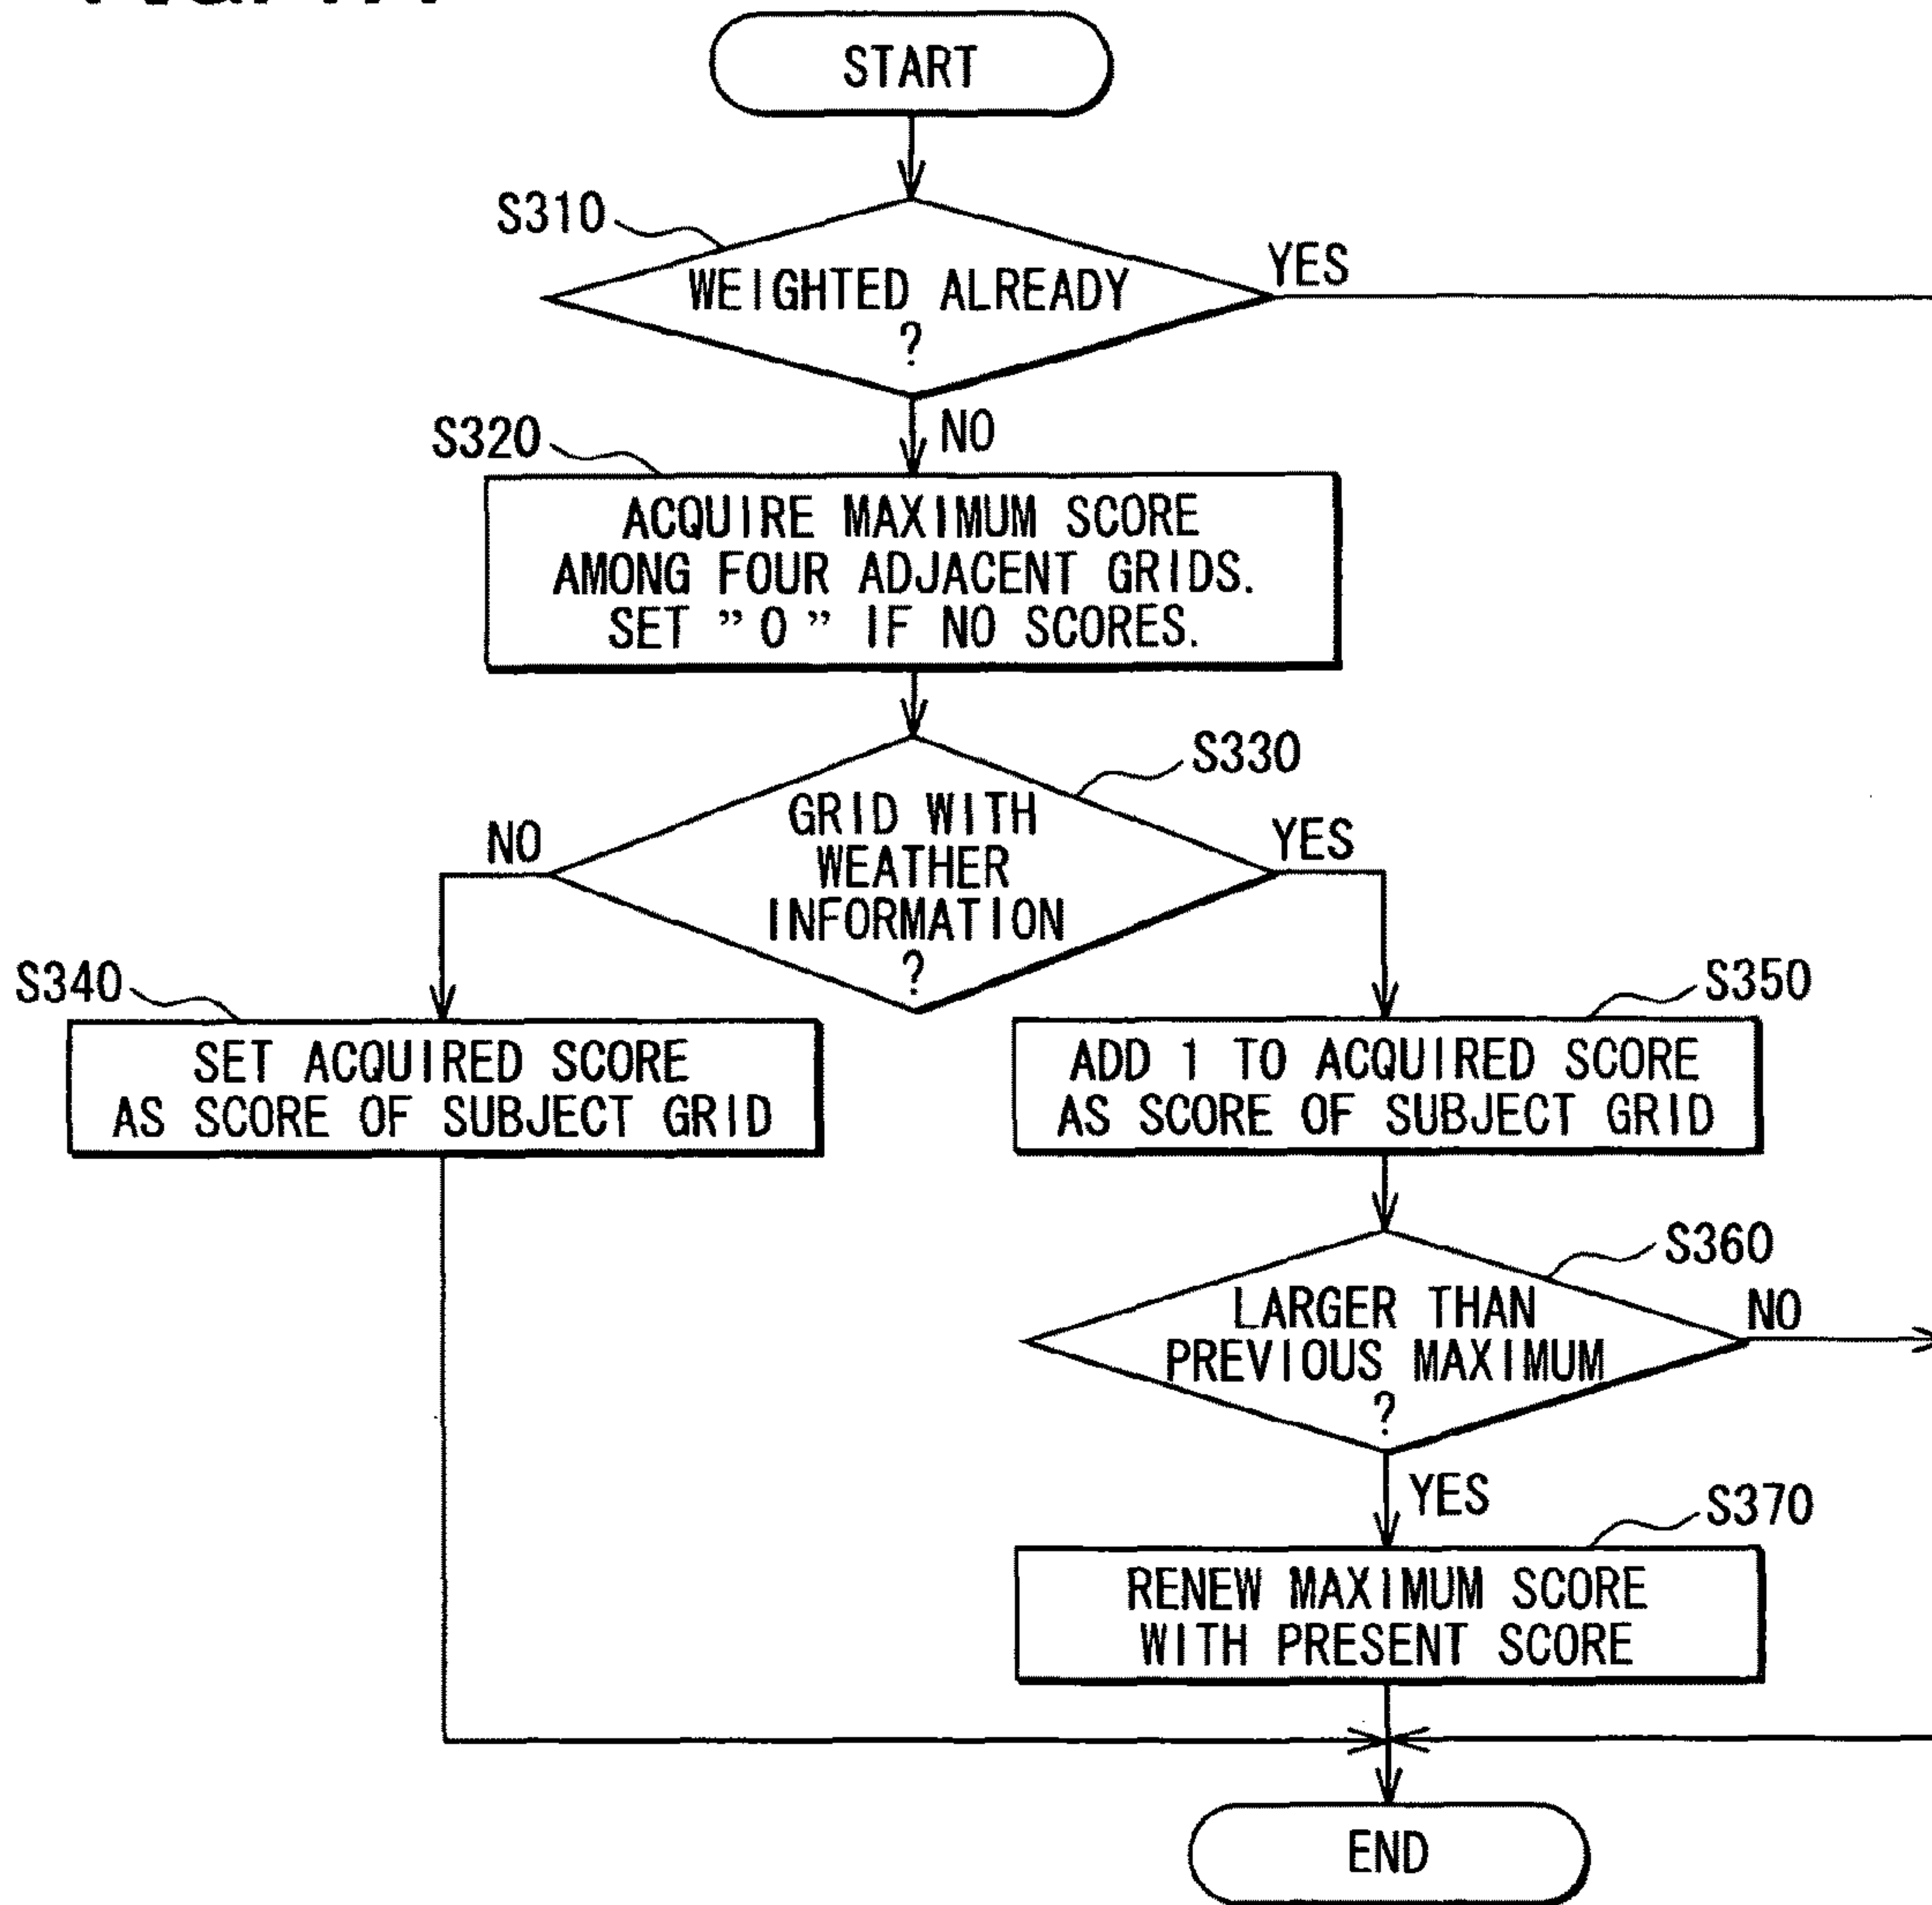 START
S310
WEIGHTED ALREADY
?
YES
NO
S320
ACQUIRE MAXIMUM SCORE
AMONG FOUR ADJACENT GRIDS.
SET ”0” IF NO SCORES.
S330
GRID WITH
WEATHER
INFORMATION
?
NO
YES
S340
SET ACQUIRED SCORE
AS SCORE OF SUBJECT GRID
S350
ADD 1 TO ACQUIRED SCORE
AS SCORE OF SUBJECT GRID
S360
LARGER THAN
PREVIOUS MAXIMUM
?
NO
YES
S370
RENEW MAXIMUM SCORE
WITH PRESENT SCORE
END